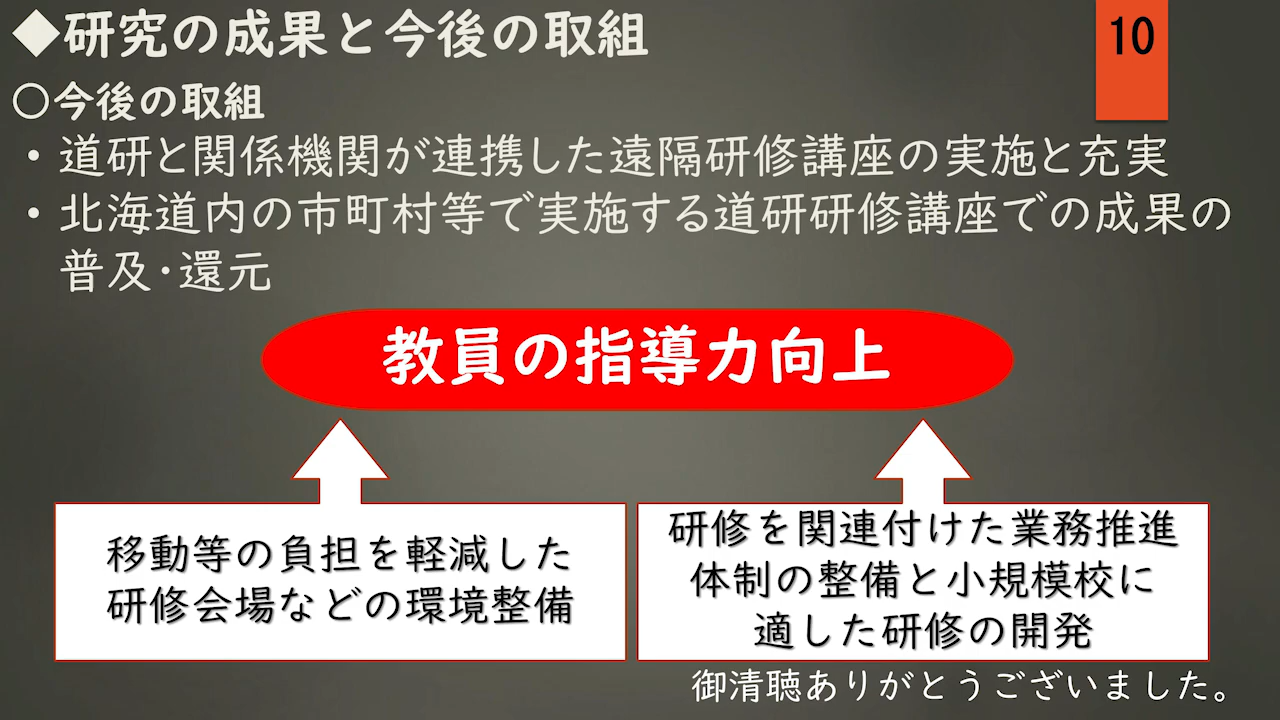 ◆研究の成果と今後の取組
10
○今後の取組
・道研と関係機関が連携した遠隔研修講座の実施と充実
・北海道内の市町村等で実施する道研研修講座での成果の
普及・還元
教員の指導力向上
移動等の負担を軽減した
研修会場などの環境整備
研修を関連付けた業務推進
体制の整備と小規模校に
適した研修の開発
御清聴ありがとうございました。